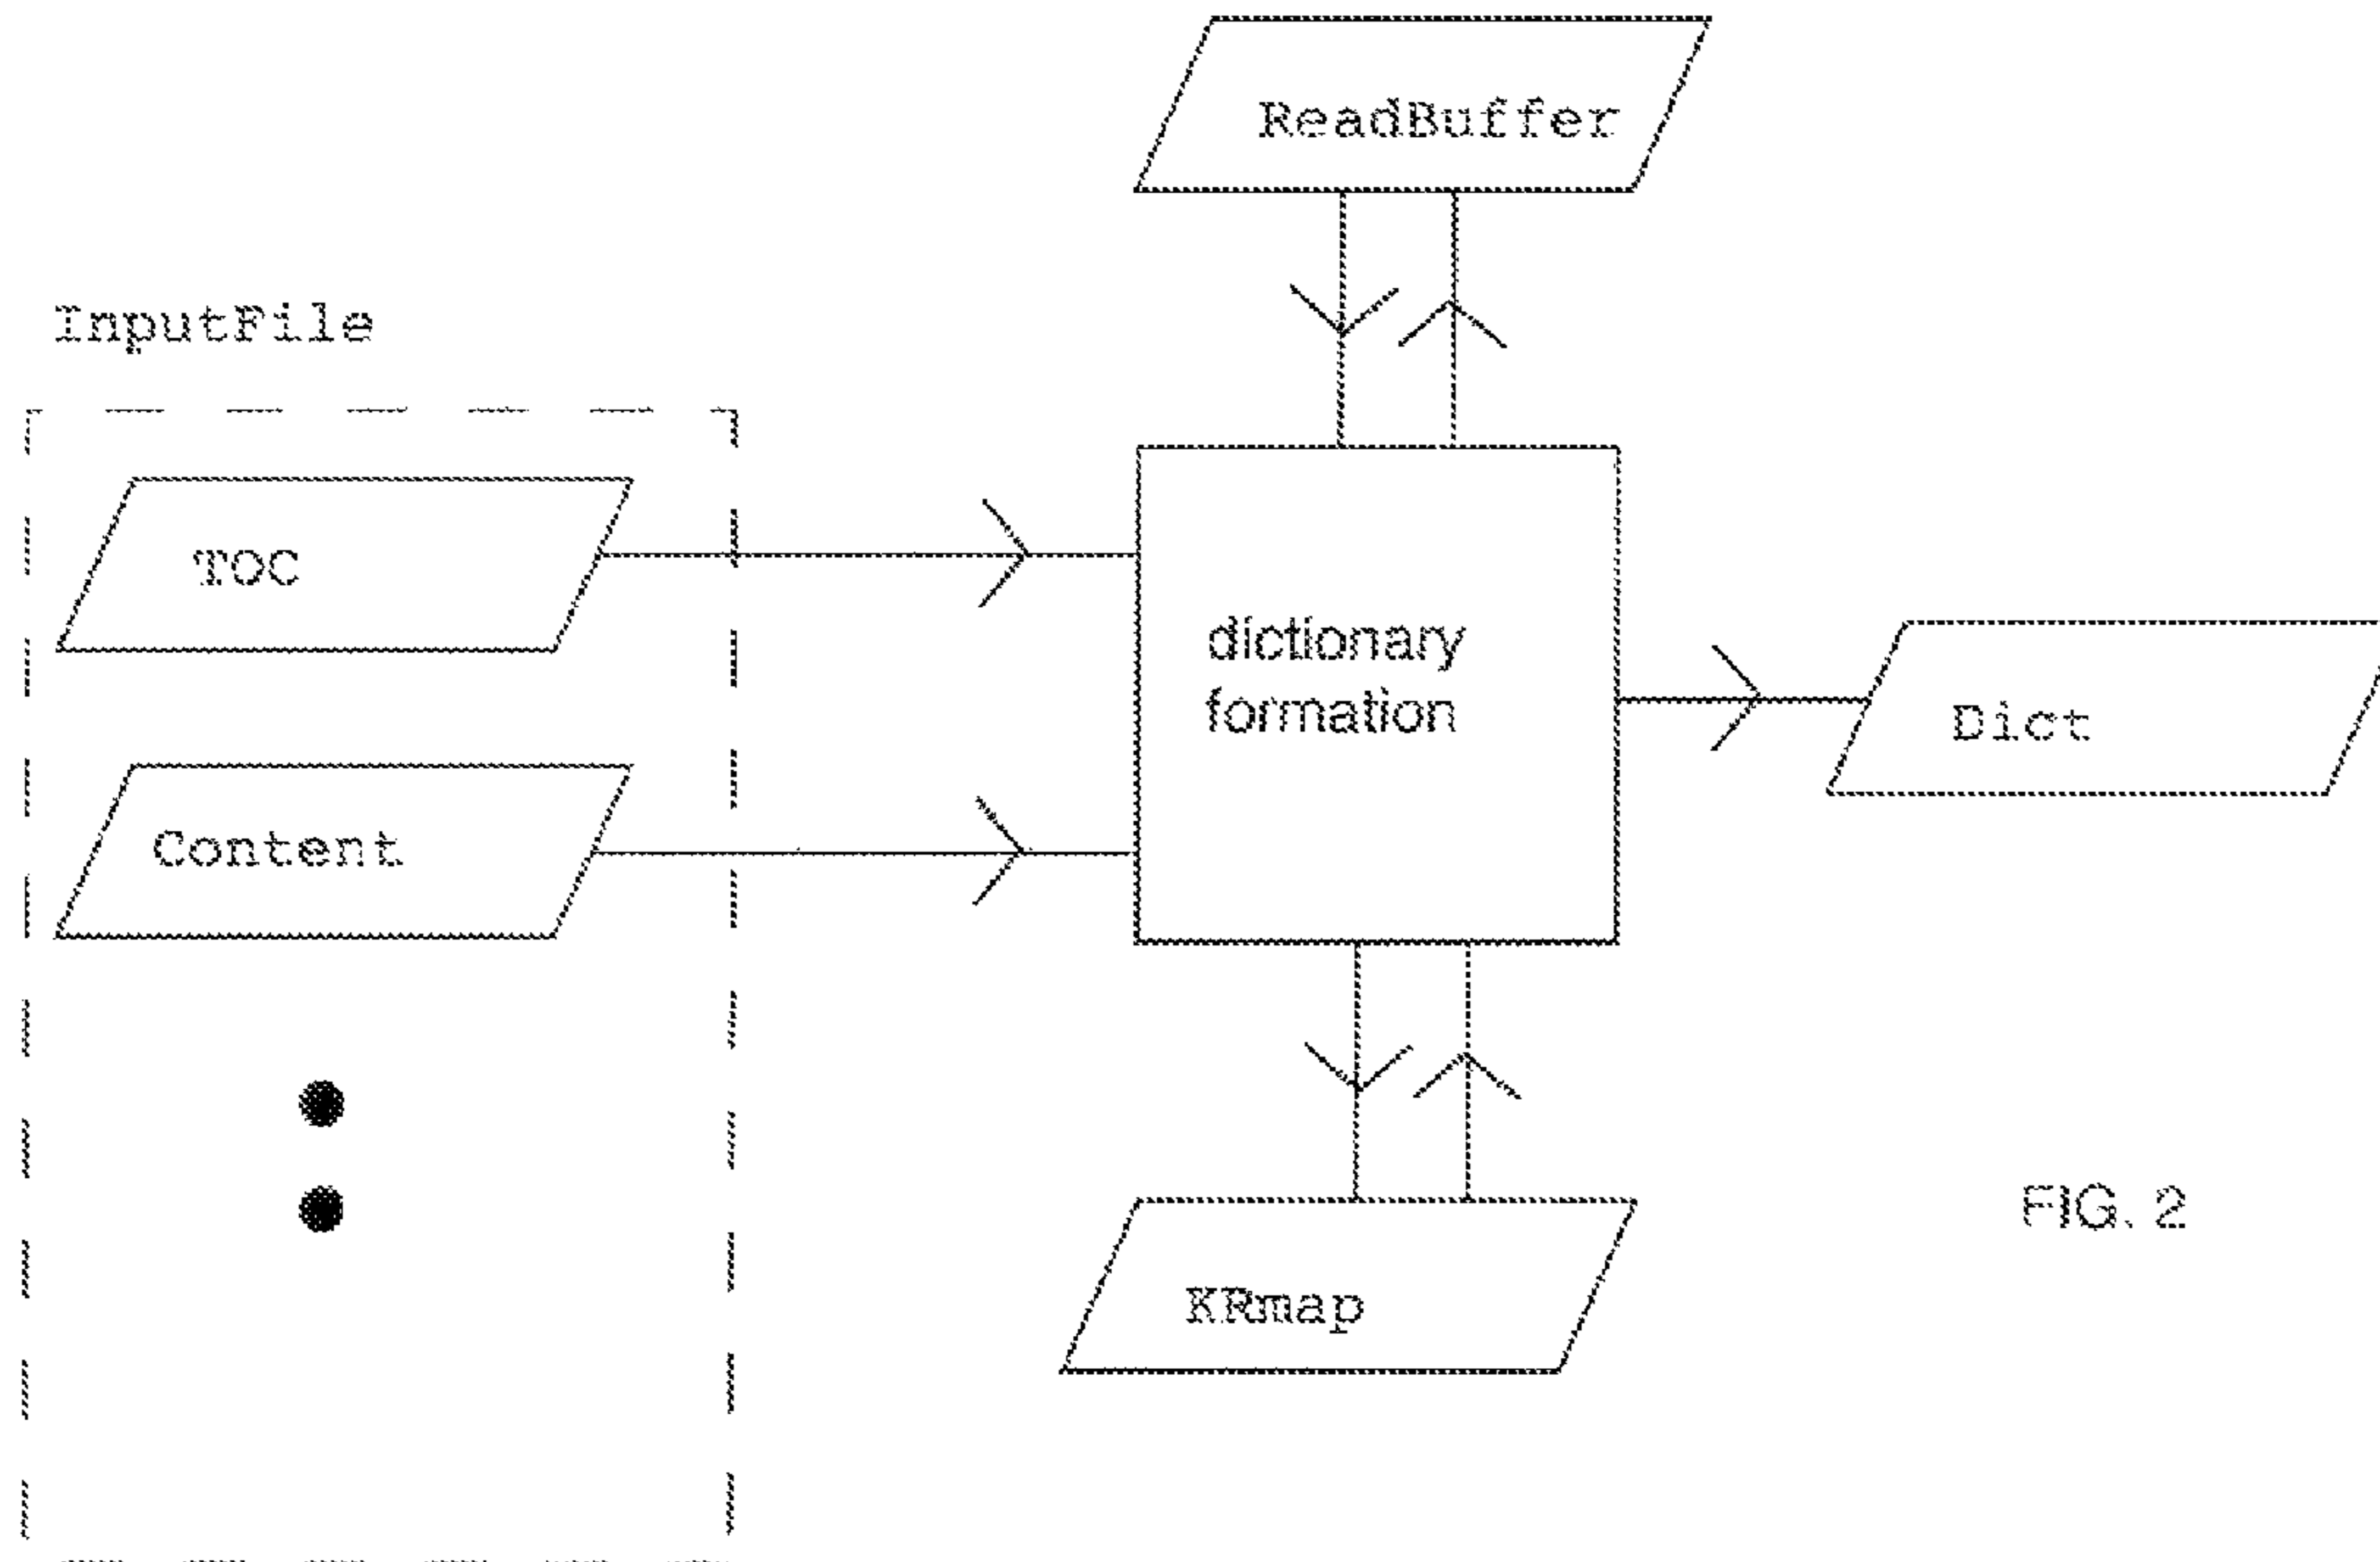 ReadBuffer
InputFile
TOC
dictionary
formation
Dict
Content
KRmap
FIG. 2